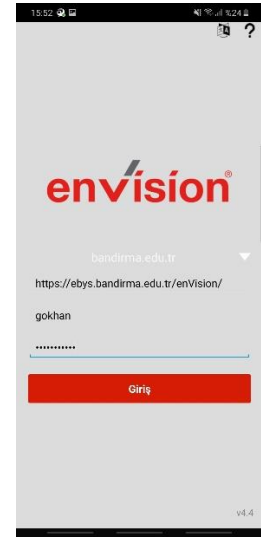 15:52 %24
?
envision®
bandirma.edu.tr
https://ebys.bandirma.edu.tr/enVision/
gokhan
•••••••••••
Giriş
v4.4